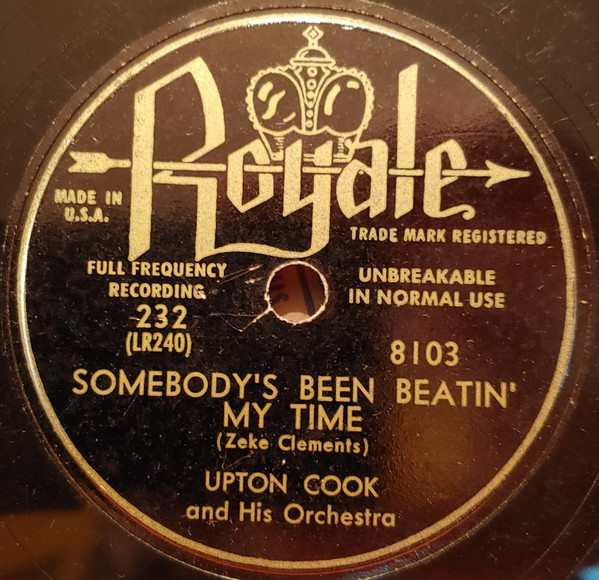 Royale
MADE IN
U.S.A.
TRADE MARK REGISTERED
FULL FREQUENCY
RECORDING
UNBREAKABLE
IN NORMAL USE
232
(LR240)
8103
SOMEBODY'S BEEN BEATIN'
MY TIME
(Zeke Clements)
UPTON COOK
and His Orchestra